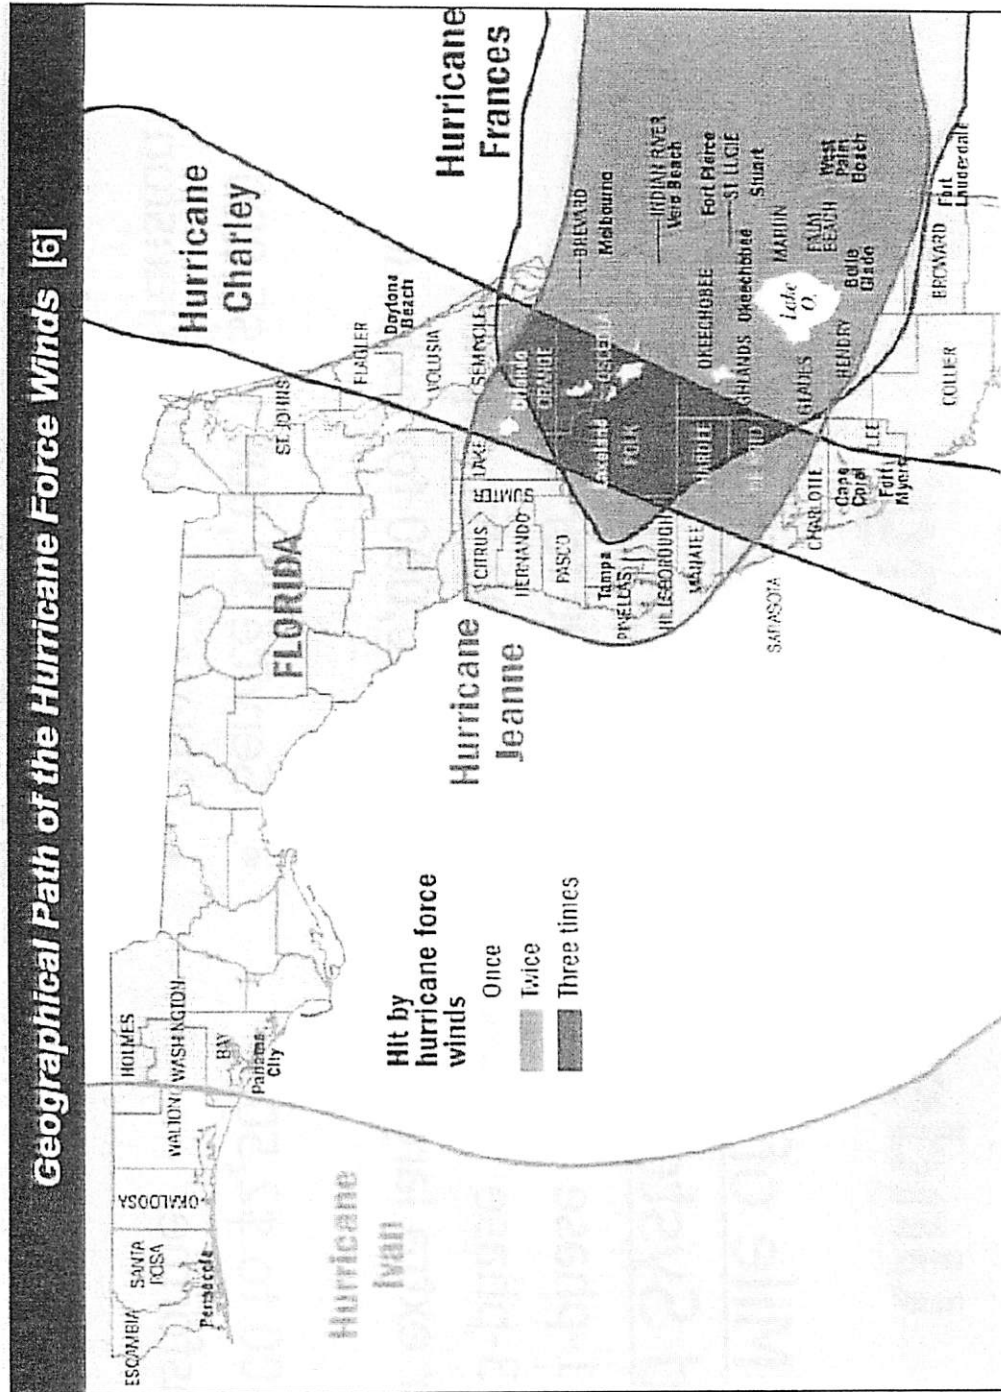 Geographical Path of the Hurricane Force Winds [6]
Hurricane
Charley
Hurricane
Frances
Hurricane
Jeanne
Hurricane
Ivan
FLORIDA
Hit by
hurricane force
winds
Once
Twice
Three times
ESCAMBIA
SANTA
ROSA
Pensacola
OKALOOSA
WALTON
HOLMES
WASHINGTON
BAY
Panama
City
ST. JOHNS
FLAGLER
Daytona
Beach
VOLUSIA
SEMINOLE
LAKE
SUMTER
CITRUS
HERNANDO
PASCO
Orlando
ORANGE
OSCEOLA
Lakeland
POLK
Tampa
PINELLAS
HILLSBOROUGH
MANATEE
HARDEE
SARASOTA
CHARLOTTE
Cape
Coral
Fort
Myers
LEE
BREVARD
Melbourne
INDIAN RIVER
Vero Beach
Fort Pierce
ST. LUCIE
Stuart
OKEECHOBEE
Okeechobee
MARTIN
PALM
BEACH
West
Palm
Beach
Belle
Glade
Lake
O.
GLADES
HENDRY
BROWARD
Fort
Lauderdale
COLLIER